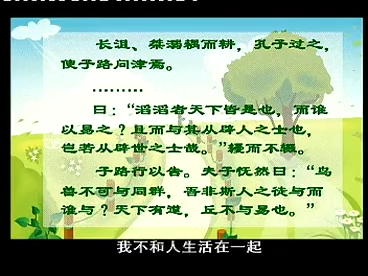 长沮、桀溺耦而耕，孔子过之，
使子路问津焉。
………
曰：“滔滔者天下皆是也，而谁
以易之？且而与其从辟人之士也，
岂若从辟世之士哉。”耰而不辍。
子路行以告。夫子怃然曰：“鸟
兽不可与同群，吾非斯人之徒与而
谁与？天下有道，丘不与易也。”
我不和人生活在一起